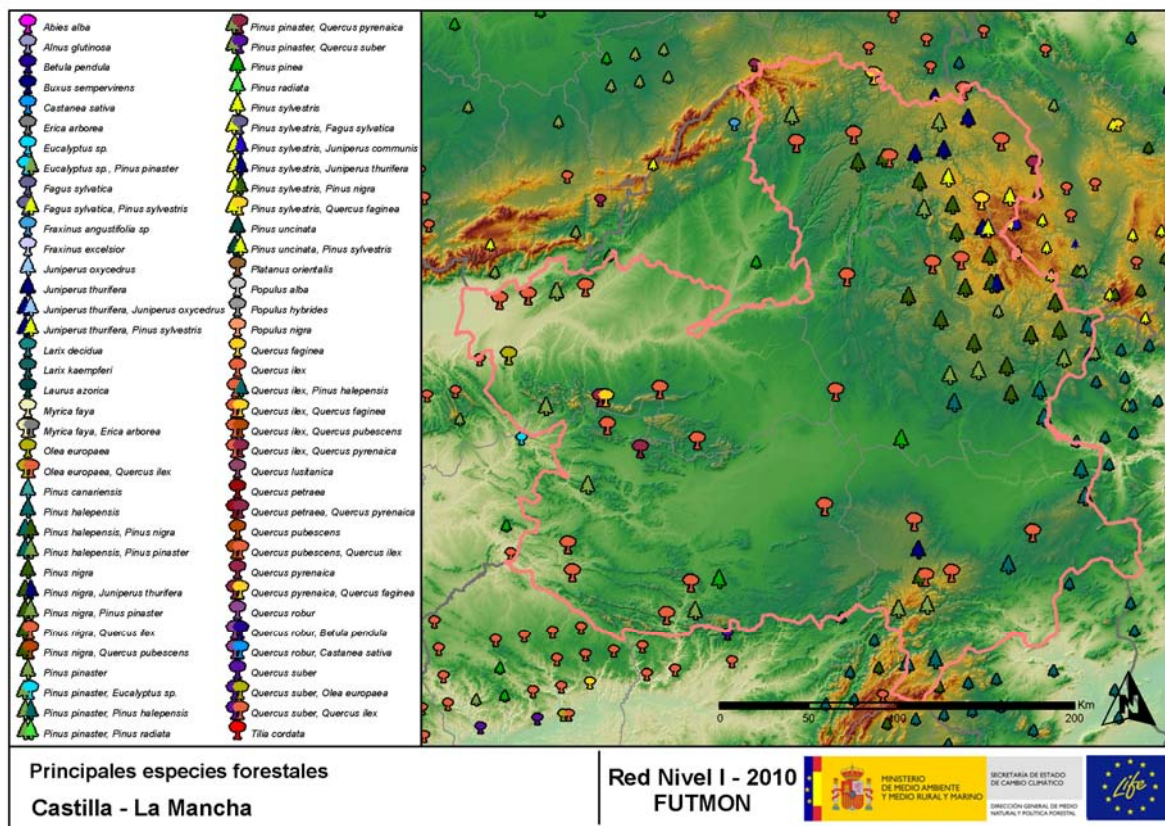 Abies alba
Alnus glutinosa
Betula pendula
Buxus sempervirens
Castanea sativa
Erica arborea
Eucalyptus sp.
Eucalyptus sp., Pinus pinaster
Fagus sylvatica
Fagus sylvatica, Pinus sylvestris
Fraxinus angustifolia sp
Fraxinus excelsior
Juniperus oxycedrus
Juniperus thurifera
Juniperus thurifera, Juniperus oxycedrus
Juniperus thurifera, Pinus sylvestris
Larix decidua
Larix kaempferi
Laurus azorica
Myrica faya
Myrica faya, Erica arborea
Olea europaea
Olea europaea, Quercus ilex
Pinus canariensis
Pinus halepensis
Pinus halepensis, Pinus nigra
Pinus halepensis, Pinus pinaster
Pinus nigra
Pinus nigra, Juniperus thurifera
Pinus nigra, Pinus pinaster
Pinus nigra, Quercus ilex
Pinus nigra, Quercus pubescens
Pinus pinaster
Pinus pinaster, Eucalyptus sp.
Pinus pinaster, Pinus halepensis
Pinus pinaster, Pinus radiata
Pinus pinaster, Quercus pyrenaica
Pinus pinaster, Quercus suber
Pinus pinea
Pinus radiata
Pinus sylvestris
Pinus sylvestris, Fagus sylvatica
Pinus sylvestris, Juniperus communis
Pinus sylvestris, Juniperus thurifera
Pinus sylvestris, Pinus nigra
Pinus sylvestris, Quercus faginea
Pinus uncinata
Pinus uncinata, Pinus sylvestris
Platanus orientalis
Populus alba
Populus hybrides
Populus nigra
Quercus faginea
Quercus ilex
Quercus ilex, Pinus halepensis
Quercus ilex, Quercus faginea
Quercus ilex, Quercus pubescens
Quercus ilex, Quercus pyrenaica
Quercus lusitanica
Quercus petraea
Quercus petraea, Quercus pyrenaica
Quercus pubescens
Quercus pubescens, Quercus ilex
Quercus pyrenaica
Quercus pyrenaica, Quercus faginea
Quercus robur
Quercus robur, Betula pendula
Quercus robur, Castanea sativa
Quercus suber
Quercus suber, Olea europaea
Quercus suber, Quercus ilex
Tilia cordata
Km
0 50 100 200
N
Principales especies forestales
Castilla - La Mancha
Red Nivel I - 2010
FUTMON
MINISTERIO
DE MEDIO AMBIENTE
Y MEDIO RURAL Y MARINO
SECRETARÍA DE ESTADO
DE CAMBIO CLIMÁTICO
DIRECCIÓN GENERAL DE MEDIO
NATURAL Y POLÍTICA FORESTAL
Life